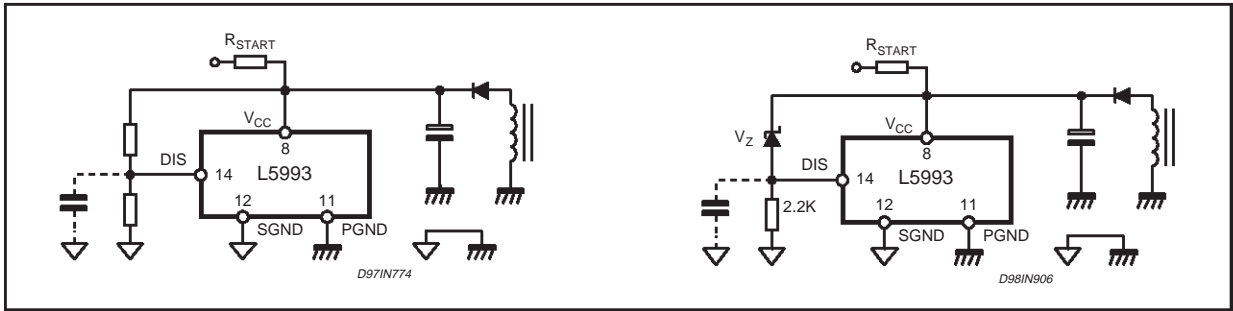 RSTART
VCC
8
DIS
14
L5993
12
11
SGND
PGND
D97IN774
RSTART
VZ
VCC
8
DIS
14
L5993
2.2K
12
11
SGND
PGND
D98IN906